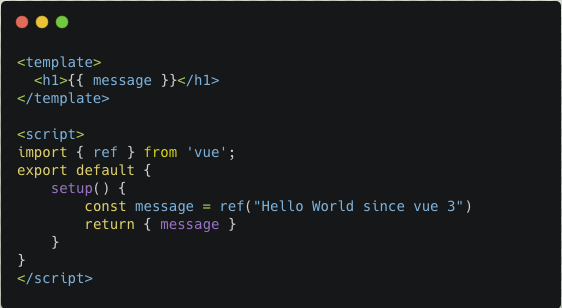 <template>
  <h1>{{ message }}</h1>
</template>

<script>
import { ref } from 'vue';
export default {
    setup() {
        const message = ref("Hello World since vue 3")
        return { message }
    }
}
</script>